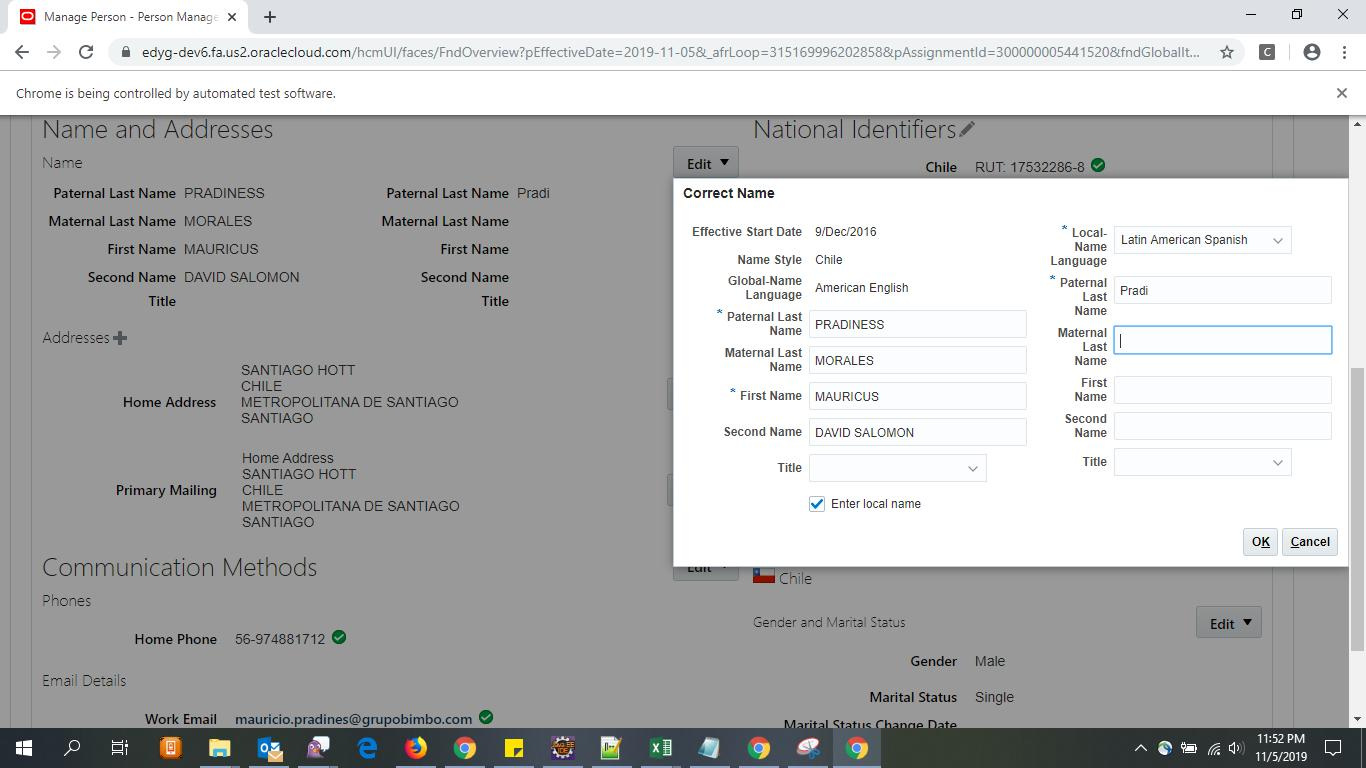 Manage Person - Person Manage
edyg-dev6.fa.us2.oraclecloud.com/hcmUI/faces/FndOverview?pEffectiveDate=2019-11-05&_afrLoop=315169996202858&pAssignmentId=300000005441520&fndGlobalIt...
Chrome is being controlled by automated test software.
Name and Addresses
Name
Edit
Paternal Last Name PRADINESS Paternal Last Name Pradi
Maternal Last Name MORALES Maternal Last Name
First Name MAURICUS First Name
Second Name DAVID SALOMON Second Name
Title Title
Addresses
Home Address
SANTIAGO HOTT
CHILE
METROPOLITANA DE SANTIAGO
SANTIAGO
Primary Mailing
Home Address
SANTIAGO HOTT
CHILE
METROPOLITANA DE SANTIAGO
SANTIAGO
Communication Methods
Edit
Phones
Home Phone 56-974881712
Email Details
Work Email mauricio.pradines@grupobimbo.com
National Identifiers
Chile RUT: 17532286-8
Correct Name
Effective Start Date 9/Dec/2016
Name Style Chile
Global-Name
Language American English
* Paternal Last
Name PRADINESS
Maternal Last
Name MORALES
* First Name MAURICUS
Second Name DAVID SALOMON
Title
Enter local name
* Local-
Name
Language Latin American Spanish
* Paternal
Last
Name Pradi
Maternal
Last
Name
First
Name
Second
Name
Title
OK Cancel
Chile
Gender and Marital Status
Edit
Gender Male
Marital Status Single
Marital Status Change Date
11:52 PM
11/5/2019